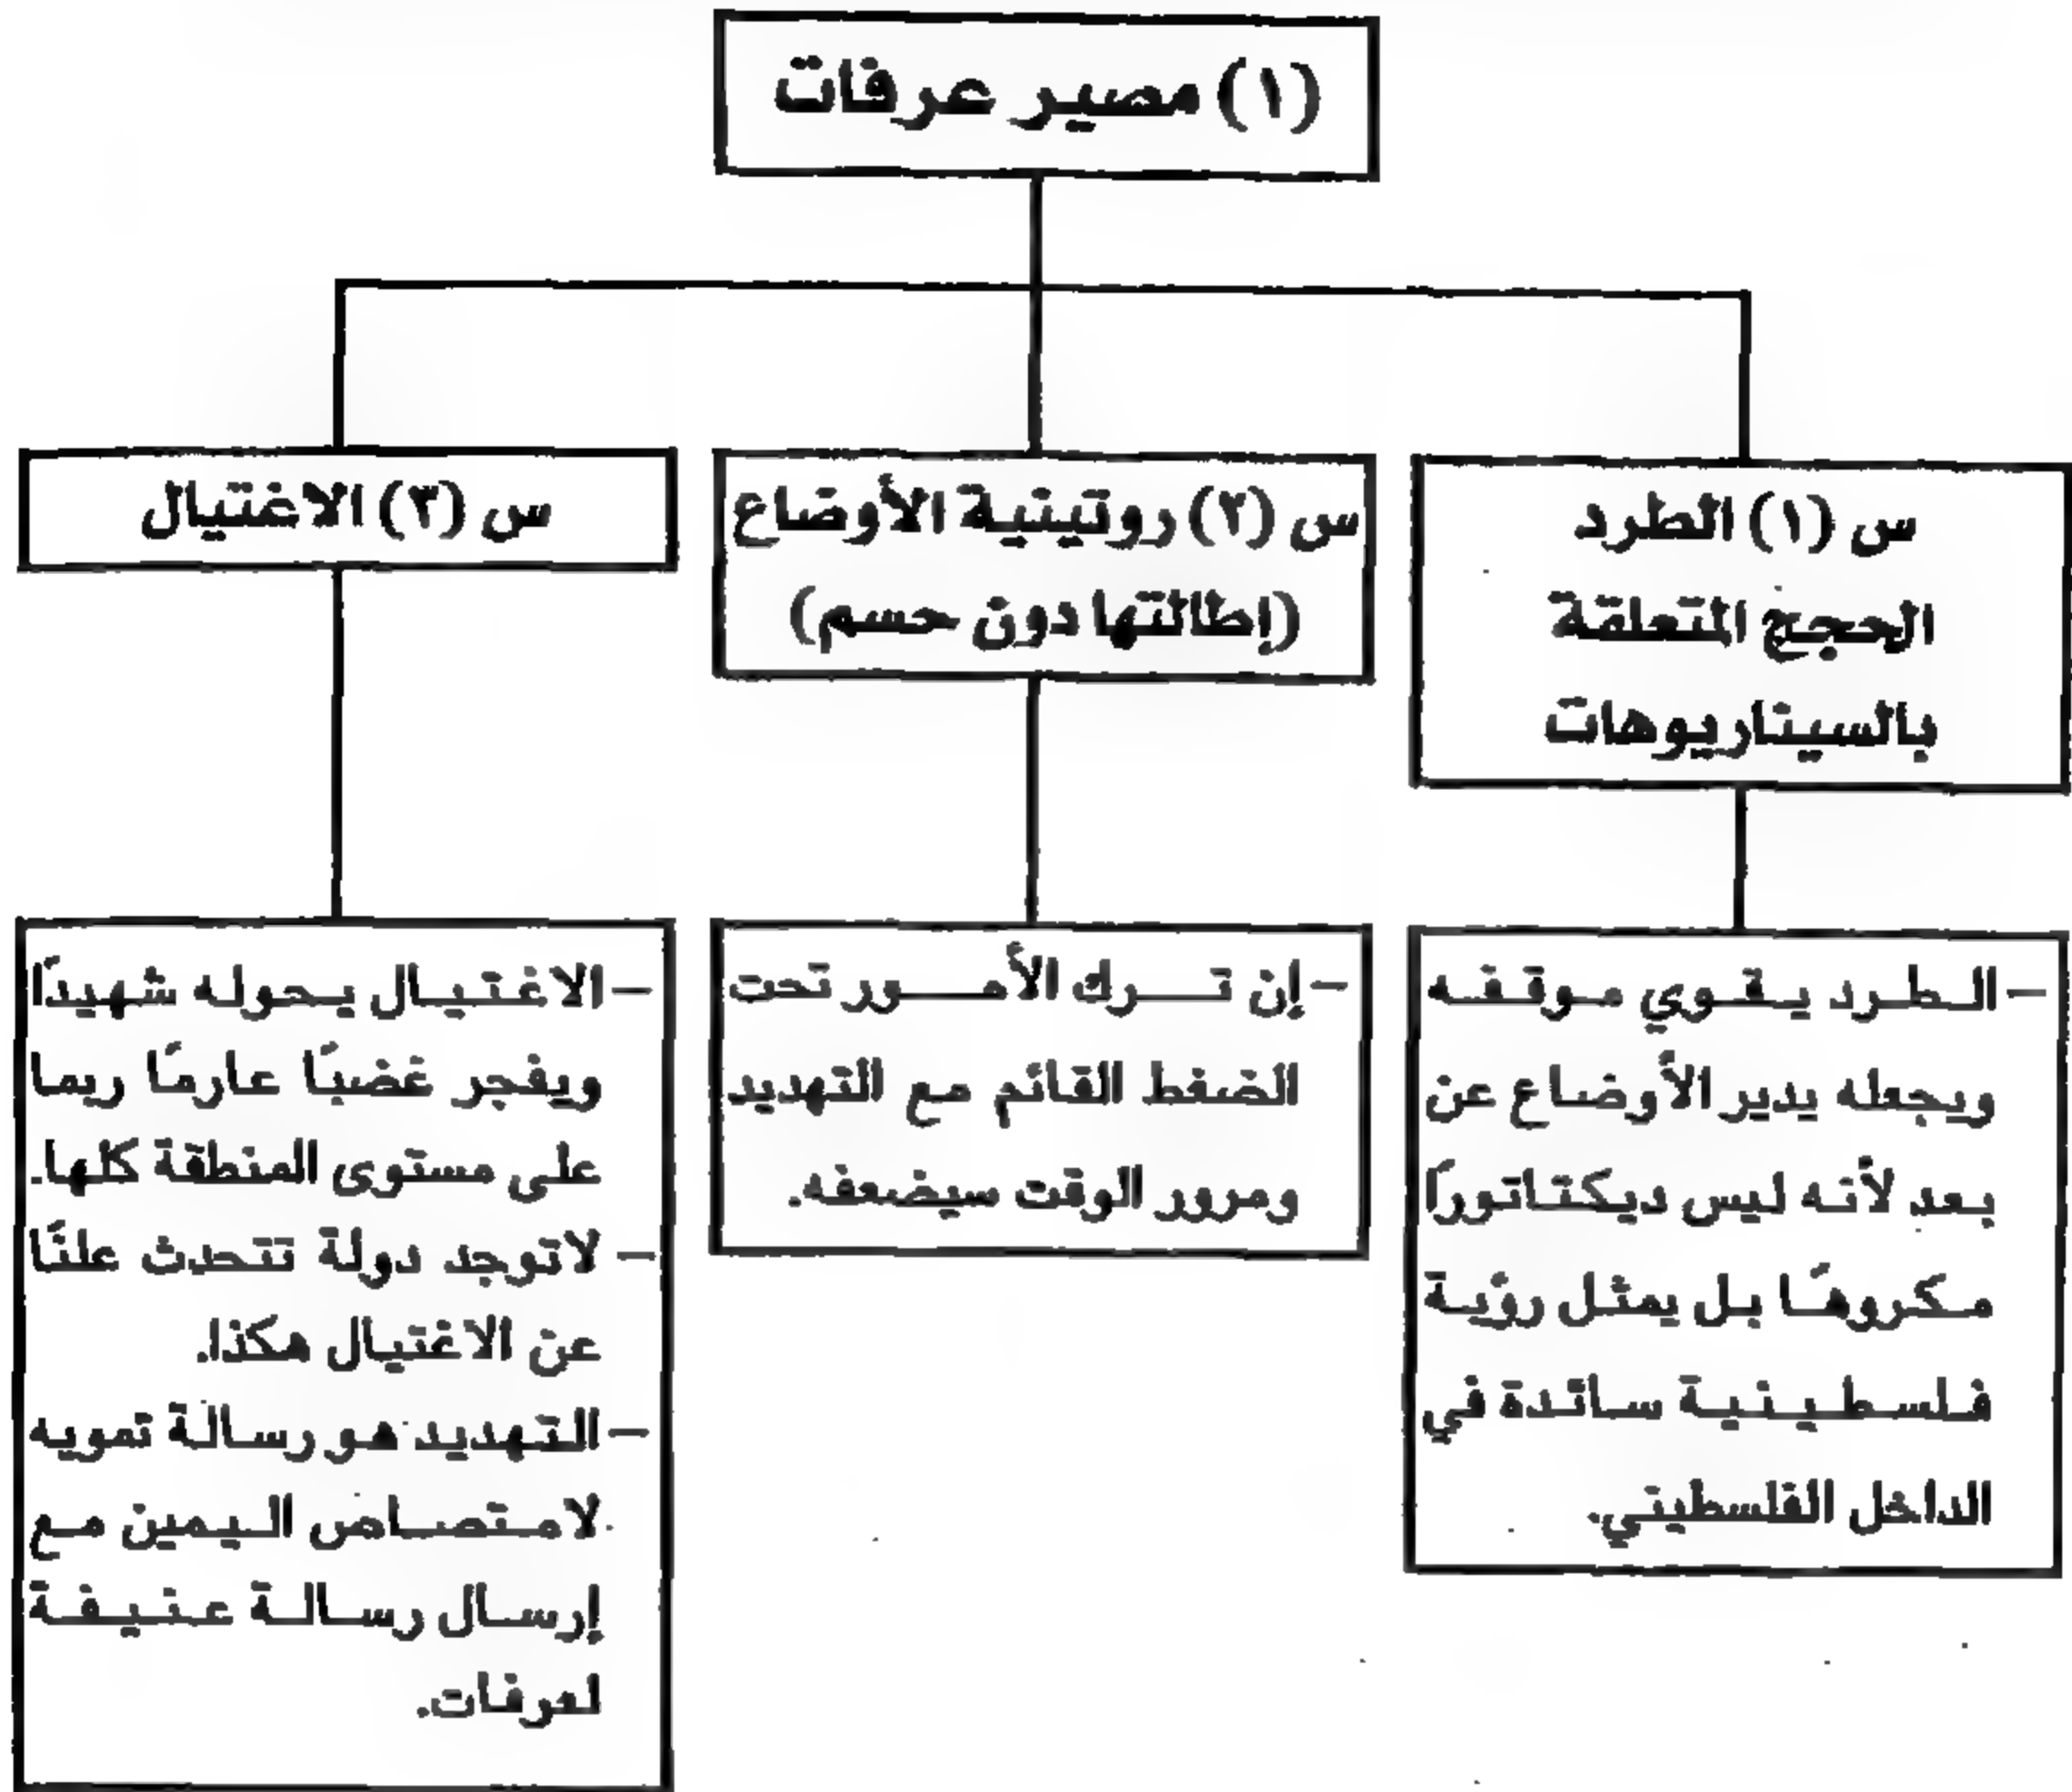 (١) مصير عرفات
س (١) الطرد
الحجج المتعلقة
بالسيناريوهات
– الطرد يقوي موقفه
ويجعله يدير الأوضاع عن
بعد لأنه ليس ديكتاتورًا
مكروهًا بل يمثل رؤية
فلسطينية سائدة في
الداخل الفلسطيني.
س (٢) روتينية الأوضاع
(إطالتها دون حسم)
– إن ترك الأمور تحت
الضغط القائم مع التهديد
ومرور الوقت سيضعفه.
س (٣) الاغتيال
– الاغتيال يحوله شهيدًا
ويفجر غضبًا عارمًا ربما
على مستوى المنطقة كلها.
– لاتوجد دولة تتحدث علنًا
عن الاغتيال هكذا.
– التهديد هو رسالة تمويه
لامتصاص اليمين مع
إرسال رسالة عنيفة
لعرفات.